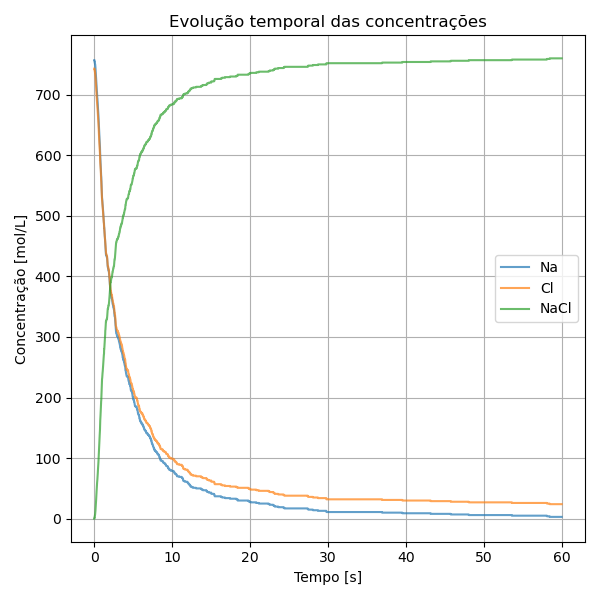 Evolução temporal das concentrações
Concentração [mol/L]
700
600
500
400
300
200
100
0
Na
Cl
NaCl
0 10 20 30 40 50 60
Tempo [s]